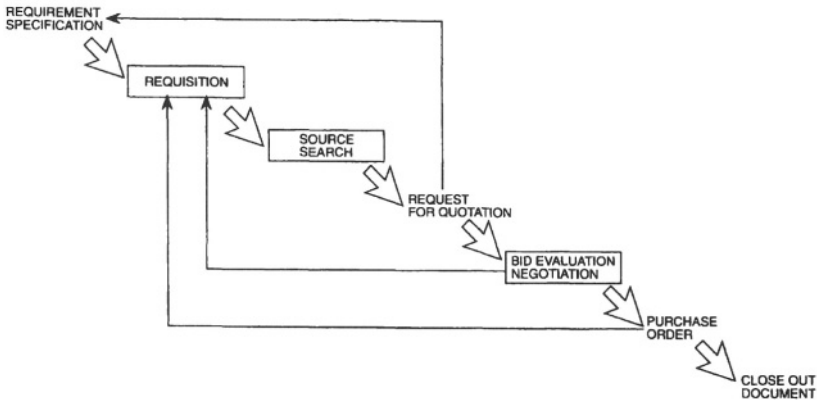 REQUIREMENT
SPECIFICATION
REQUISITION
SOURCE
SEARCH
REQUEST
FOR QUOTATION
BID EVALUATION
NEGOTIATION
PURCHASE
ORDER
CLOSE OUT
DOCUMENT